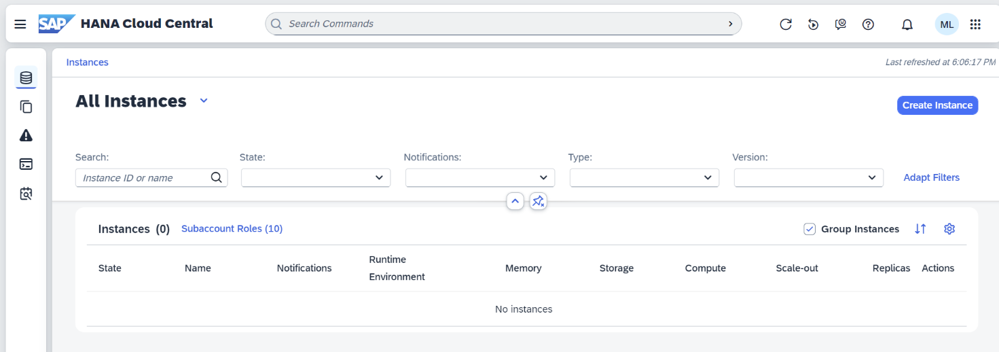 SAP HANA Cloud Central
Search Commands
ML
Instances
Last refreshed at 6:06:17 PM
All Instances
Create Instance
Search:
State:
Notifications:
Type:
Version:
Instance ID or name
Adapt Filters
Instances (0)
Subaccount Roles (10)
Group Instances
State
Name
Notifications
Runtime
Environment
Memory
Storage
Compute
Scale-out
Replicas
Actions
No instances